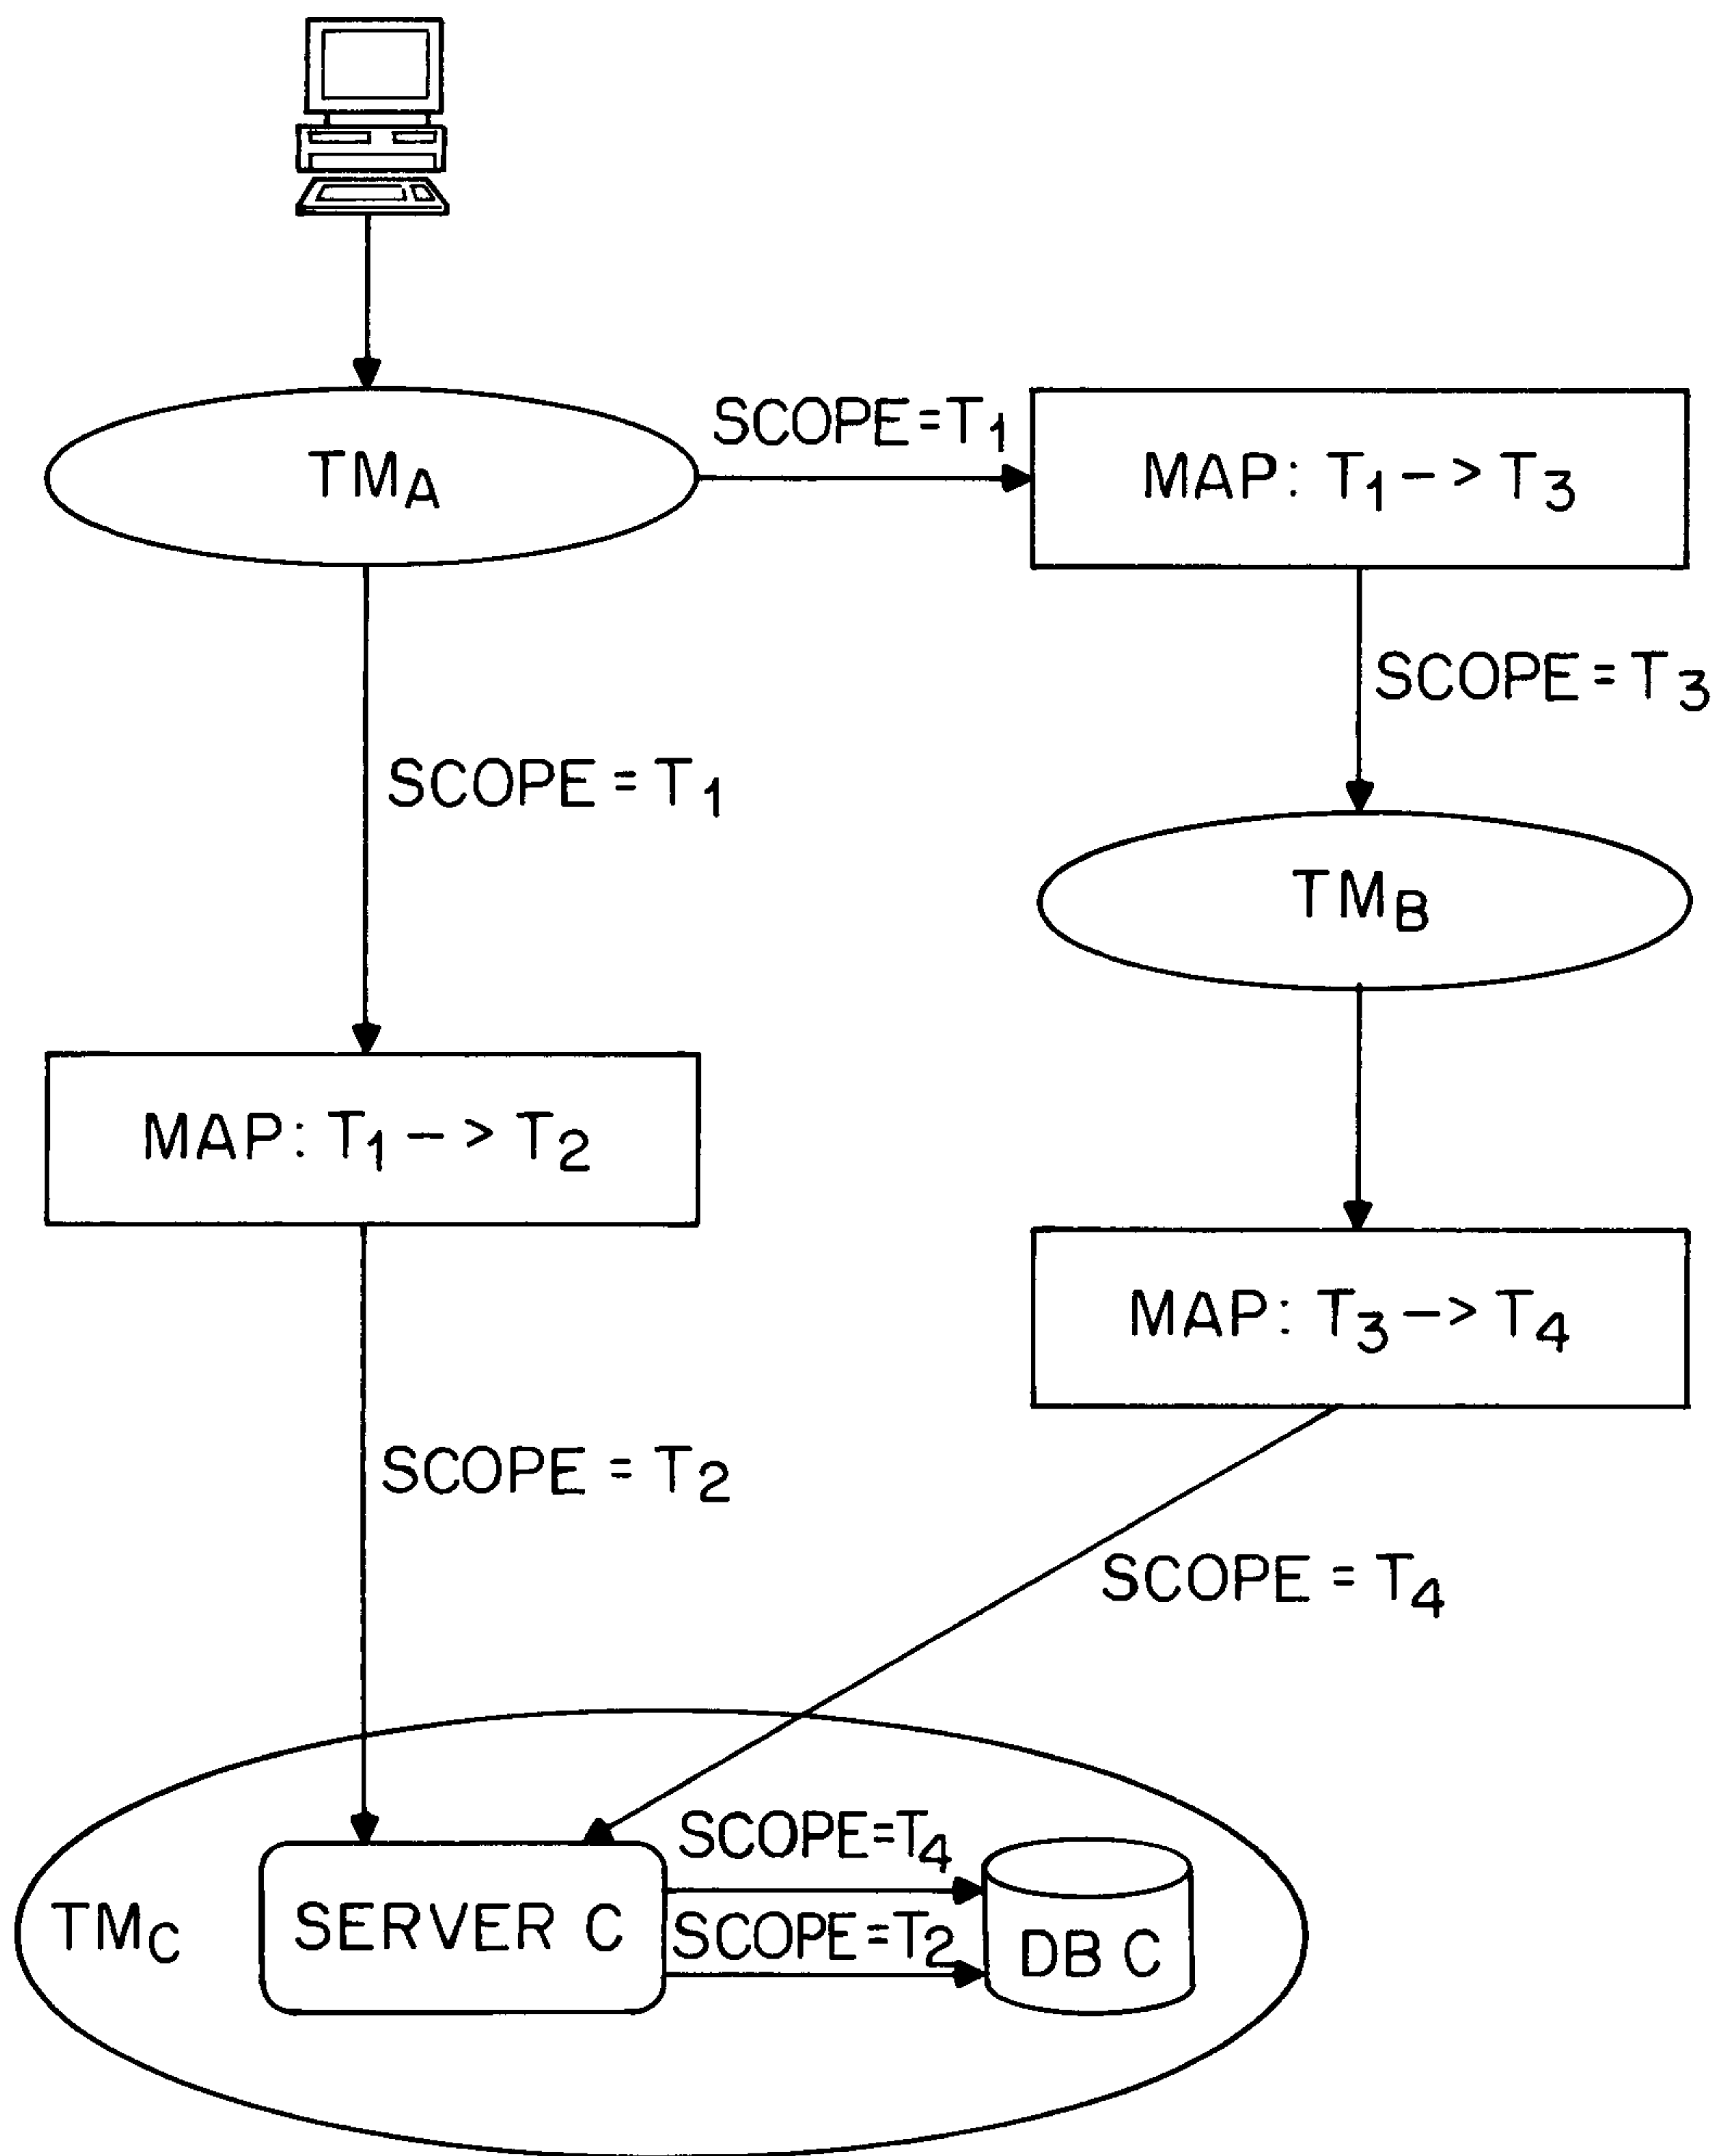 SCOPE=T1
TMA
MAP: T1 -> T3
SCOPE = T3
SCOPE = T1
TMB
MAP: T1 -> T2
MAP: T3 -> T4
SCOPE = T2
SCOPE = T4
SCOPE=T4
TMC
SERVER C
SCOPE=T2
DB C